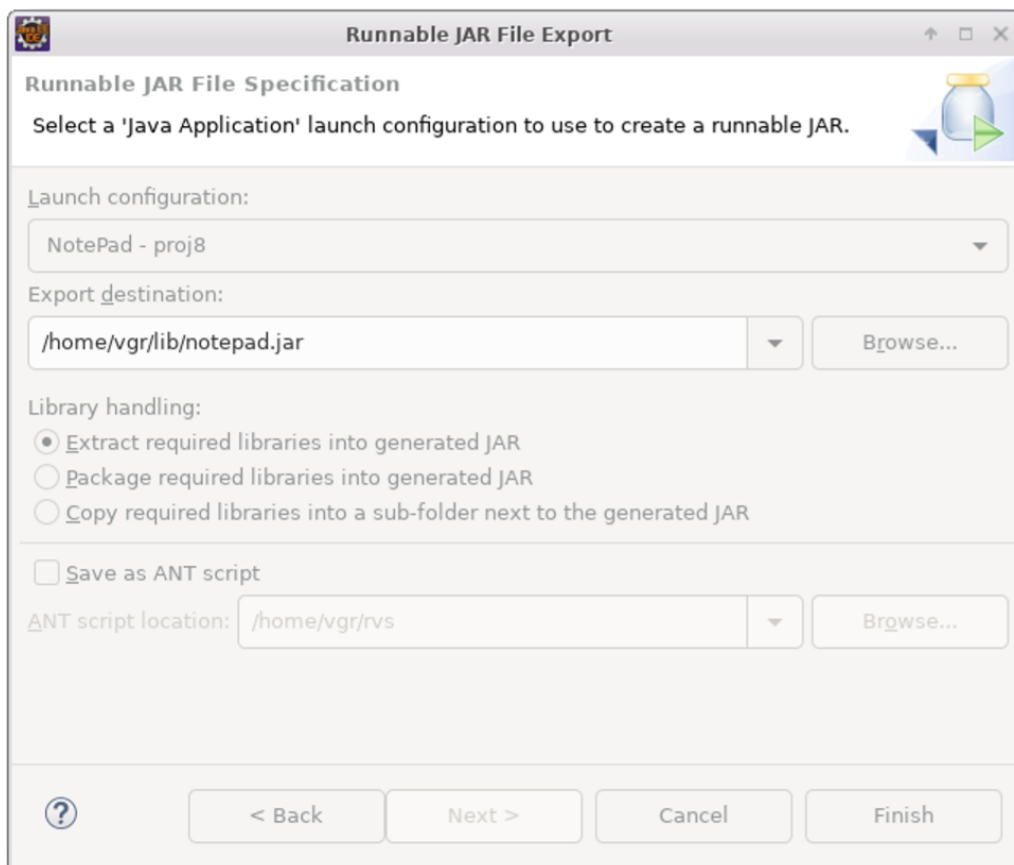 Runnable JAR File Export
Runnable JAR File Specification
Select a 'Java Application' launch configuration to use to create a runnable JAR.
Launch configuration:
NotePad - proj8
Export destination:
/home/vgr/lib/notepad.jar
Browse...
Library handling:
Extract required libraries into generated JAR
Package required libraries into generated JAR
Copy required libraries into a sub-folder next to the generated JAR
Save as ANT script
ANT script location: /home/vgr/rvs Browse...
? < Back Next > Cancel Finish